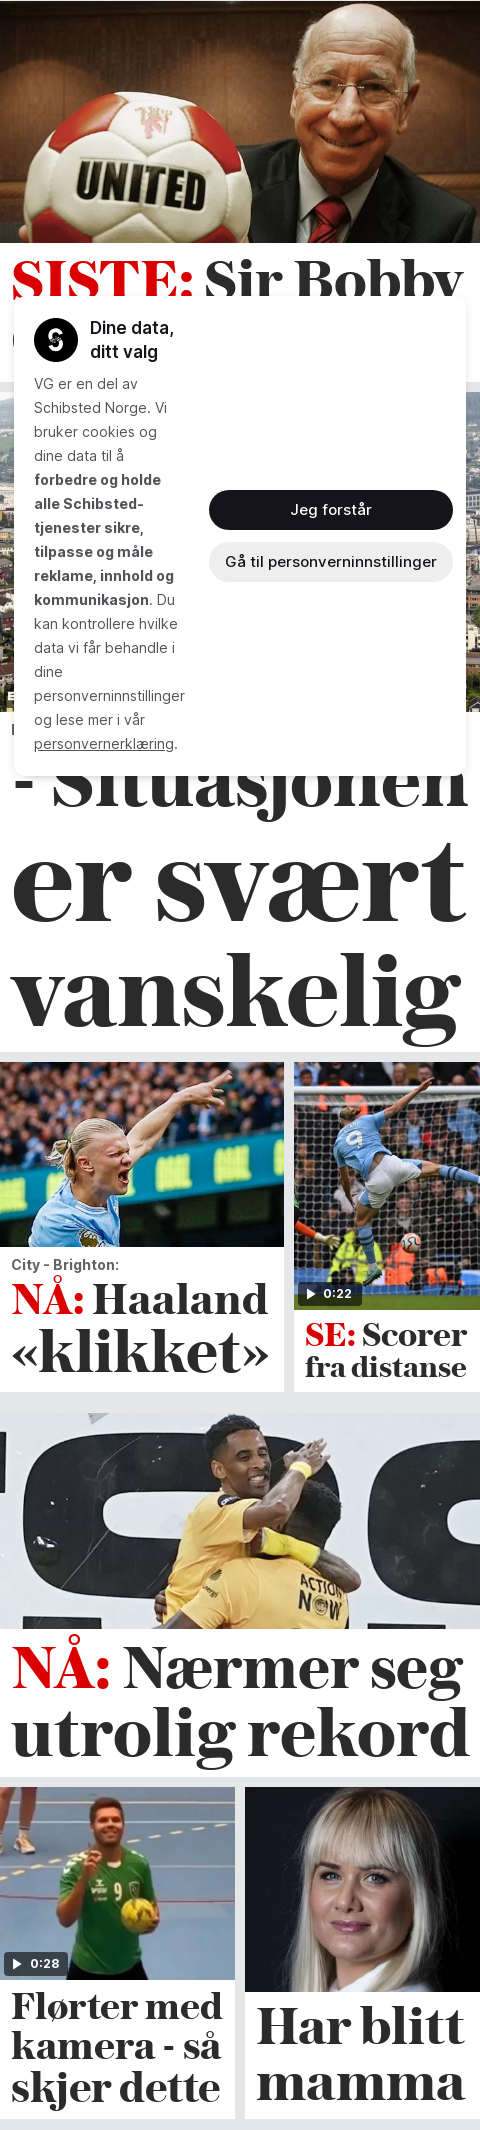 UNITED
SISTE: Sir Bobby
Dine data,
ditt valg
VG er en del av
Schibsted Norge. Vi
bruker cookies og
dine data til å
forbedre og holde
alle Schibsted-
tjenester sikre,
tilpasse og måle
reklame, innhold og
kommunikasjon. Du
kan kontrollere hvilke
data vi får behandle i
dine
personverninnstillinger
og lese mer i vår
personvernerklæring.
Jeg forstår
Gå til personverninnstillinger
- Situasjonen
er svært
vanskelig
9
0:22
City - Brighton:
NÅ: Haaland
«klikket»
SE: Scorer
fra distanse
ACTION
NOW
NÅ: Nærmer seg
utrolig rekord
9
0:28
Flørter med
kamera - så
skjer dette
Har blitt
mamma